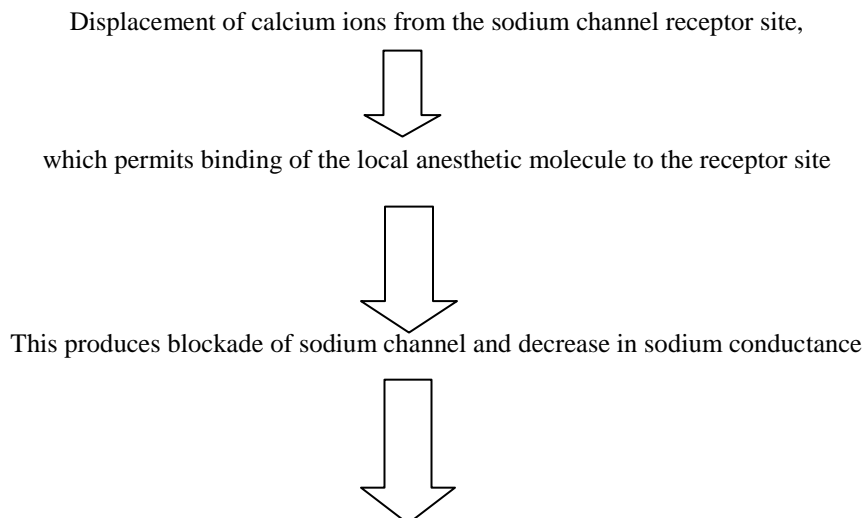 Displacement of calcium ions from the sodium channel receptor site,
which permits binding of the local anesthetic molecule to the receptor site
This produces blockade of sodium channel and decrease in sodium conductance